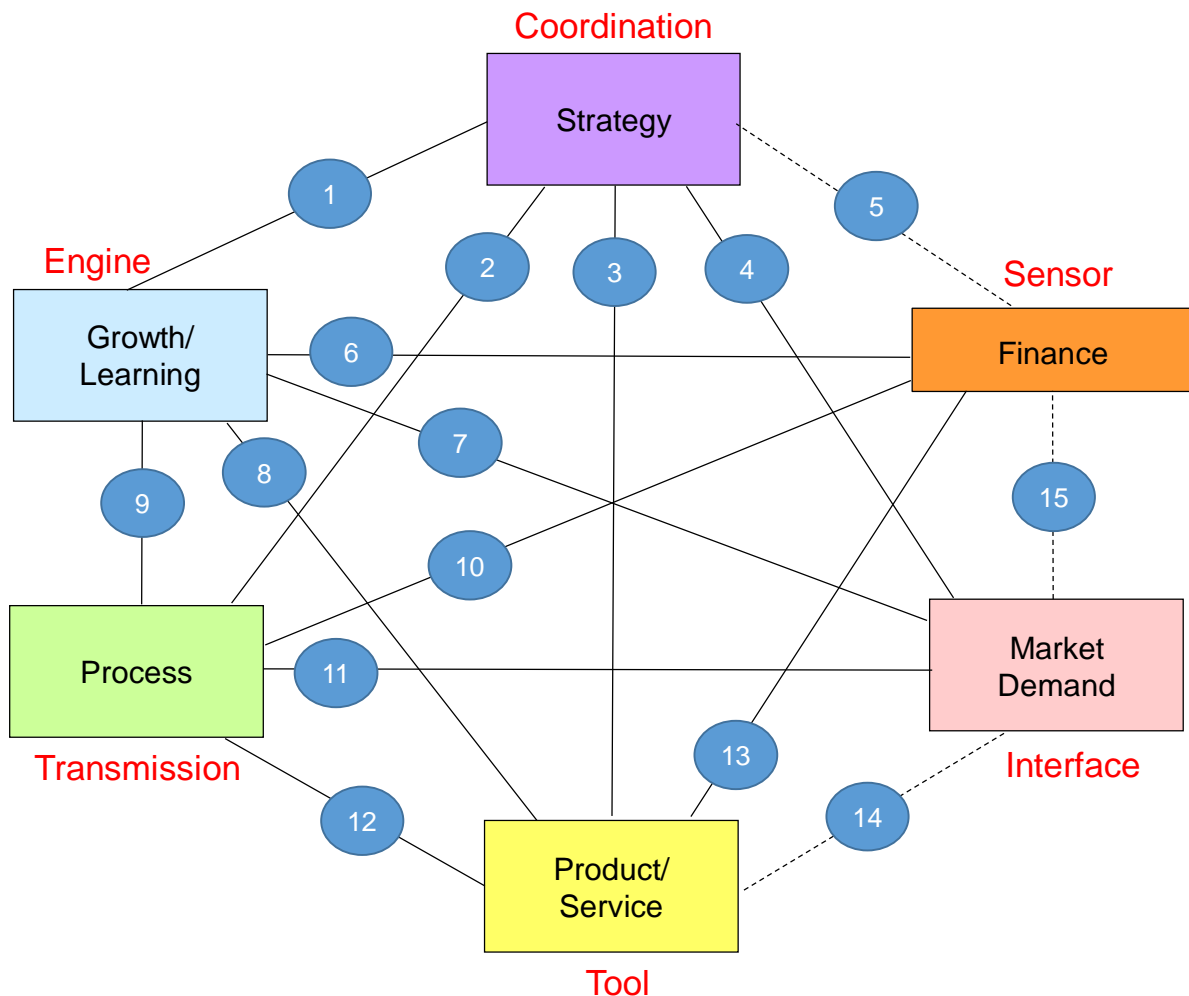 Coordination
Strategy
1
5
Engine
2
3
4
Sensor
Growth/
Learning
6
Finance
7
8
9
15
10
Process
11
Market
Demand
Transmission
13
Interface
12
14
Product/
Service
Tool